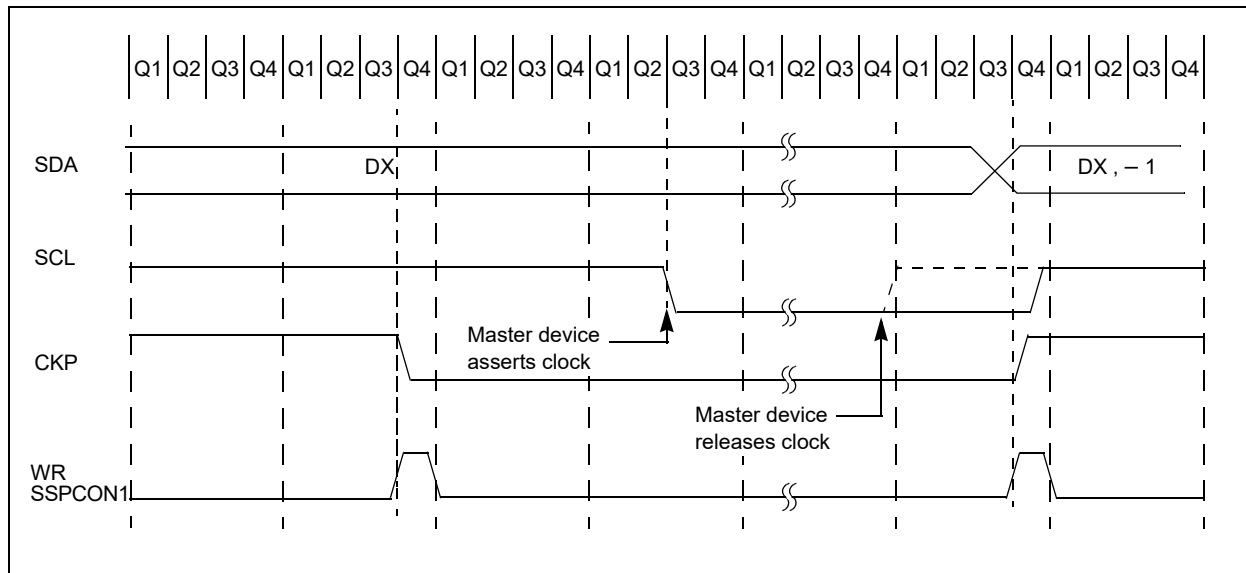 Q1 Q2 Q3 Q4 Q1 Q2 Q3 Q4 Q1 Q2 Q3 Q4 Q1 Q2 Q3 Q4 Q1 Q2 Q3 Q4 Q1 Q2 Q3 Q4 Q1 Q2 Q3 Q4
SDA
DX
DX , – 1
SCL
Master device
asserts clock
CKP
Master device
releases clock
WR
SSPCON1